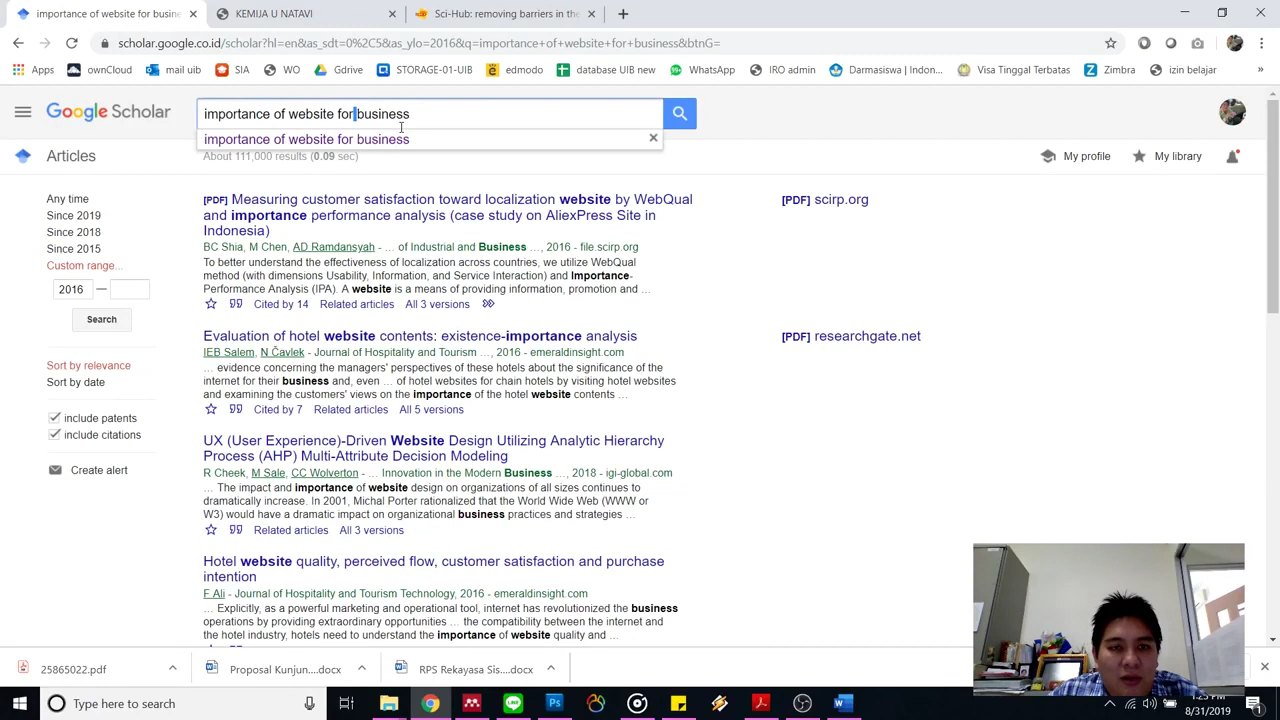 importance of website for business
KEMIJA U NATAVI
Sci-Hub: removing barriers in the
scholar.google.co.id/scholar?hl=en&as_sdt=0%2C5&as_ylo=2016&q=importance+of+website+for+business&btnG=
Apps
ownCloud
mail uib
SIA
WO
Gdrive
STORAGE-01-UIB
edmodo
database UIB new
WhatsApp
IRO admin
Darmasiswa | Indon...
Visa Tinggal Terbatas
Zimbra
izin belajar
»
Google Scholar
importance of website for business
importance of website for business
Articles
About 111,000 results (0.09 sec)
My profile
My library
Any time
Since 2019
Since 2018
Since 2015
Custom range...
2016 —
Search
Sort by relevance
Sort by date
include patents
include citations
Create alert
[PDF] Measuring customer satisfaction toward localization website by WebQual
and importance performance analysis (case study on AliexPress Site in
Indonesia)
BC Shia, M Chen, AD Ramdansyah - … of Industrial and Business …, 2016 - file.scirp.org
To better understand the effectiveness of localization across countries, we utilize WebQual
method (with dimensions Usability, Information, and Service Interaction) and Importance-
Performance Analysis (IPA). A website is a means of providing information, promotion and …
Cited by 14 Related articles All 3 versions
[PDF] scirp.org
Evaluation of hotel website contents: existence-importance analysis
IEB Salem, N Čavlek - Journal of Hospitality and Tourism …, 2016 - emeraldinsight.com
… evidence concerning the managers' perspectives of these hotels about the significance of the
internet for their business and, even … of hotel websites for chain hotels by visiting hotel websites
and examining the customers' views on the importance of the hotel website contents …
Cited by 7 Related articles All 5 versions
[PDF] researchgate.net
UX (User Experience)-Driven Website Design Utilizing Analytic Hierarchy
Process (AHP) Multi-Attribute Decision Modeling
R Cheek, M Sale, CC Wolverton - … Innovation in the Modern Business …, 2018 - igi-global.com
… The impact and importance of website design on organizations of all sizes continues to
dramatically increase. In 2001, Michal Porter rationalized that the World Wide Web (WWW or
W3) would have a dramatic impact on organizational business practices and strategies …
Related articles All 3 versions
Hotel website quality, perceived flow, customer satisfaction and purchase
intention
F Ali - Journal of Hospitality and Tourism Technology, 2016 - emeraldinsight.com
… Explicitly, as a powerful marketing and operational tool, internet has revolutionized the business
operations by providing extraordinary opportunities … the compatibility between the internet and
the hotel industry, hotels need to understand the importance of website quality and …
25865022.pdf
Proposal Kunjun....docx
RPS Rekayasa Sis....docx
Type here to search
1:25 PM
8/31/2019